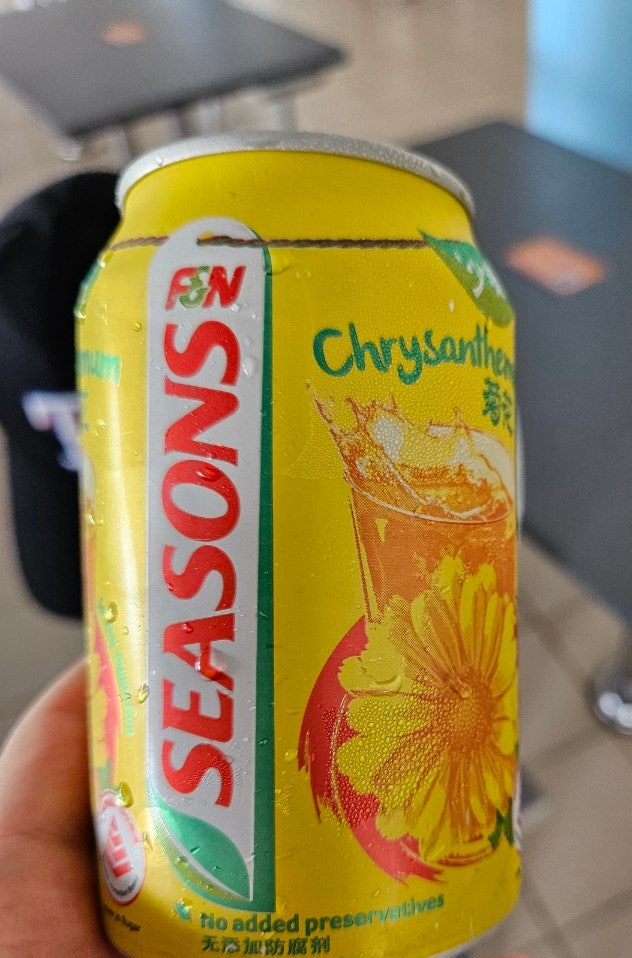 F&N
SEASONS
Chrysanthem
菊花
No added preservatives
无添加防腐剂